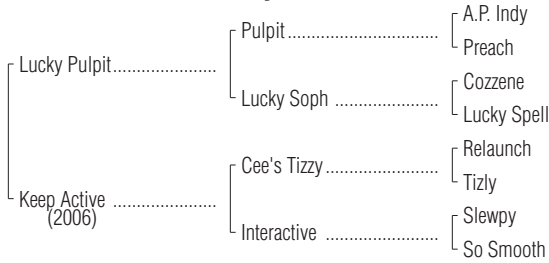 A.P. Indy
Pulpit
Preach
Lucky Pulpit
Cozzene
Lucky Soph
Lucky Spell
Relaunch
Cee's Tizzy
Tizly
Keep Active
(2006)
Slewpy
Interactive
So Smooth